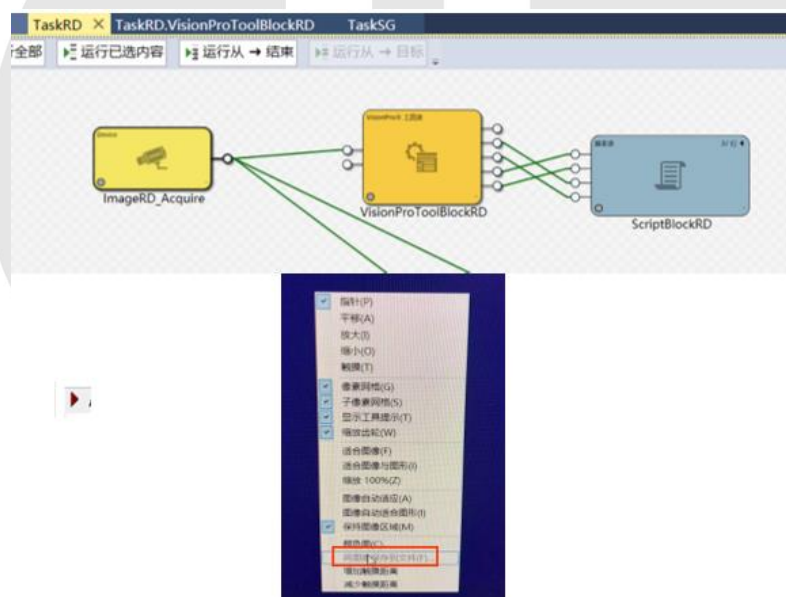 TaskRD × TaskRD.VisionProToolBlockRD TaskSG
行全部 运行已选内容 运行从 → 结束 运行从 → 目标
ImageRD_Acquire
VisionProToolBlockRD
ScriptBlockRD
指针(P)
平移(A)
放大(I)
缩小(O)
触摸(T)
像素网格(G)
子像素网格(S)
显示工具提示(T)
缩放齿轮(W)
适合图像(F)
适合图像与图形(I)
缩放 100%(Z)
图像自动适应(A)
图像自动适合图形(I)
保持图像区域(M)
颜色图(C)
增加触摸距离
减少触摸距离